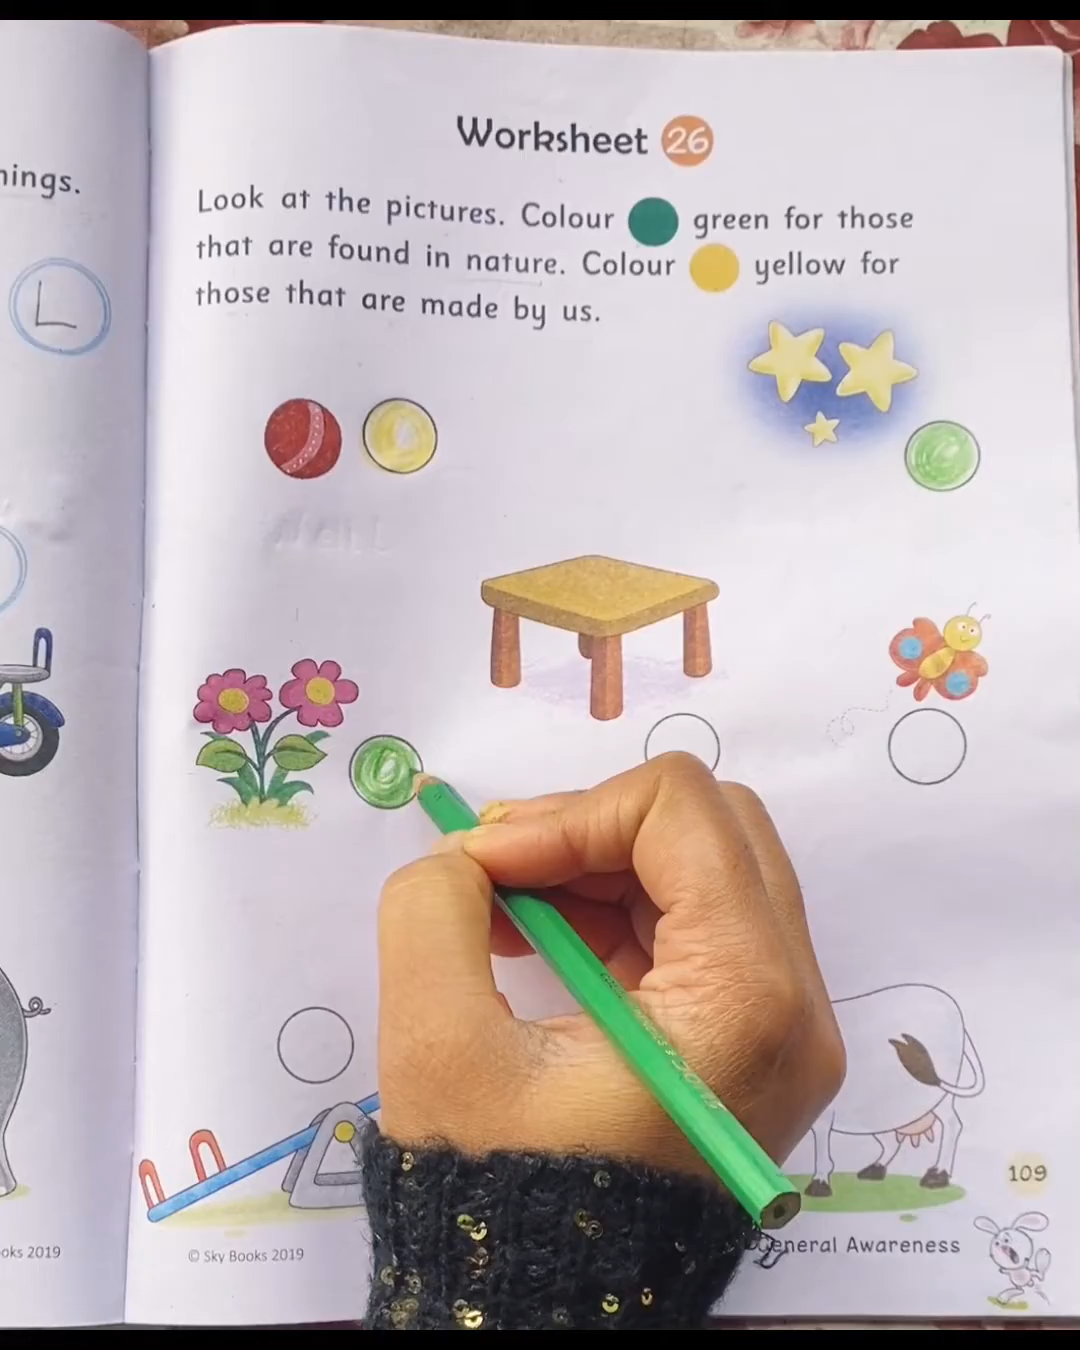 hings.
L
Worksheet 26
Look at the pictures. Colour green for those
that are found in nature. Colour yellow for
those that are made by us.
109
oks 2019
© Sky Books 2019
General Awareness